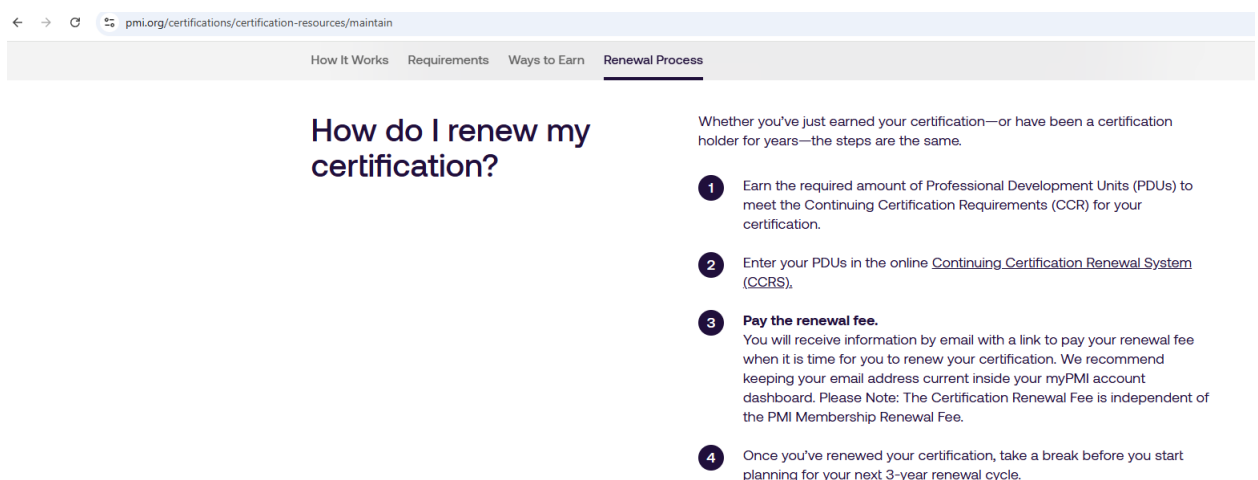 pmi.org/certifications/certification-resources/maintain
How It Works Requirements Ways to Earn Renewal Process
How do I renew my
certification?
Whether you've just earned your certification—or have been a certification
holder for years—the steps are the same.
1 Earn the required amount of Professional Development Units (PDUs) to
meet the Continuing Certification Requirements (CCR) for your
certification.
2 Enter your PDUs in the online Continuing Certification Renewal System
(CCRS).
3 Pay the renewal fee.
You will receive information by email with a link to pay your renewal fee
when it is time for you to renew your certification. We recommend
keeping your email address current inside your myPMI account
dashboard. Please Note: The Certification Renewal Fee is independent of
the PMI Membership Renewal Fee.
4 Once you've renewed your certification, take a break before you start
planning for your next 3-year renewal cycle.